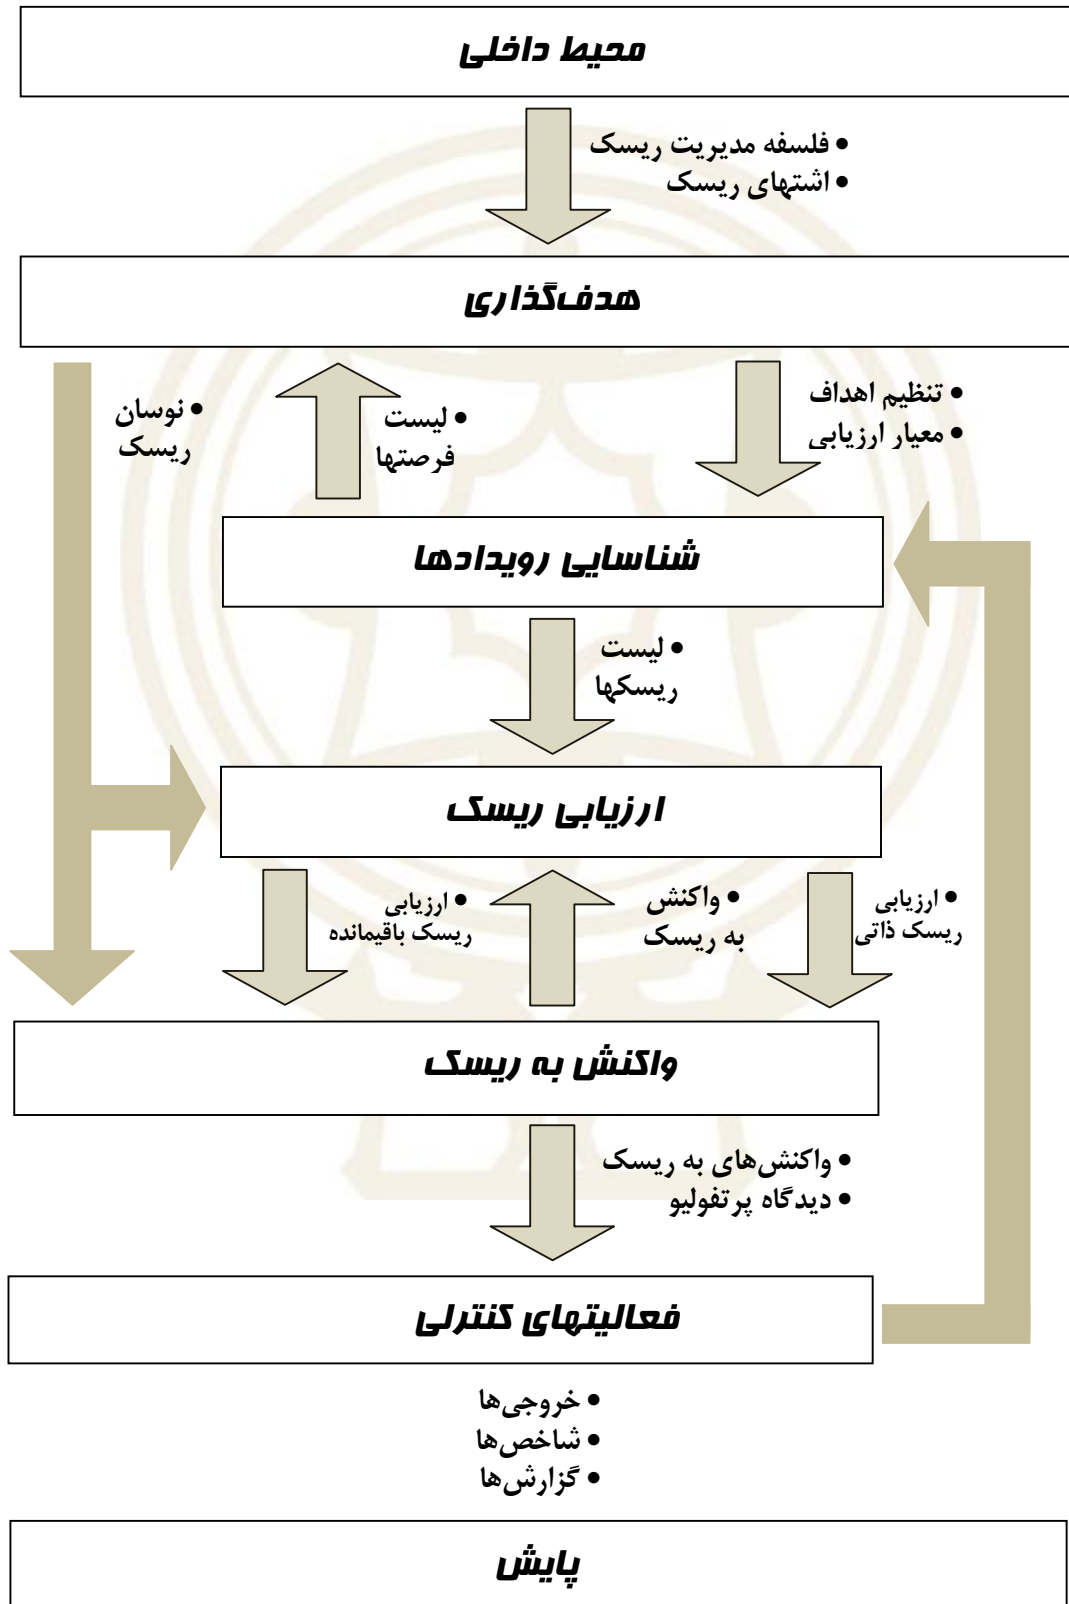 محیط داخلی
• فلسفه مدیریت ریسک
• اشتهای ریسک
هدف‌گذاری
• تنظیم اهداف
• معیار ارزیابی
• لیست
فرصتها
• نوسان
ریسک
شناسایی رویدادها
• لیست
ریسکها
ارزیابی ریسک
• ارزیابی
ریسک ذاتی
• واکنش
به ریسک
• ارزیابی
ریسک باقیمانده
واکنش به ریسک
• واکنش‌های به ریسک
• دیدگاه پرتفولیو
فعالیتهای کنترلی
• خروجی‌ها
• شاخص‌ها
• گزارش‌ها
پایش